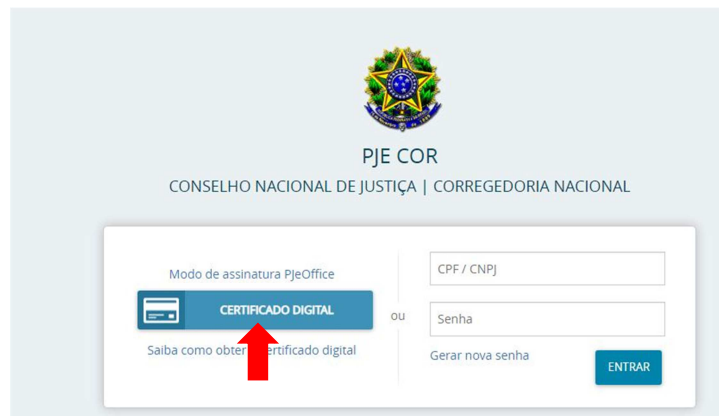 PJE COR
CONSELHO NACIONAL DE JUSTIÇA | CORREGEDORIA NACIONAL
Modo de assinatura PJeOffice
CERTIFICADO DIGITAL
Saiba como obter certificado digital
ou
CPF / CNPJ
Senha
Gerar nova senha
ENTRAR